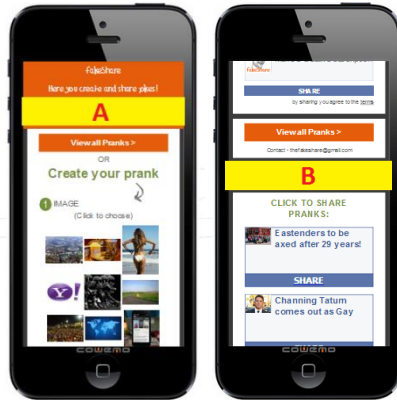 FakeShare
Here you create and share jokes!
A
View all Pranks >
OR
Create your prank
1 IMAGE
(Click to choose)
Y!
COWEMO
FakeShare
SHARE
by sharing you agree to the terms
View all Pranks >
Contact - thefakeshare@gmail.com
B
CLICK TO SHARE
PRANKS:
Eastenders to be
axed after 29 years!
SHARE
Channing Tatum
comes out as Gay
COWEMO